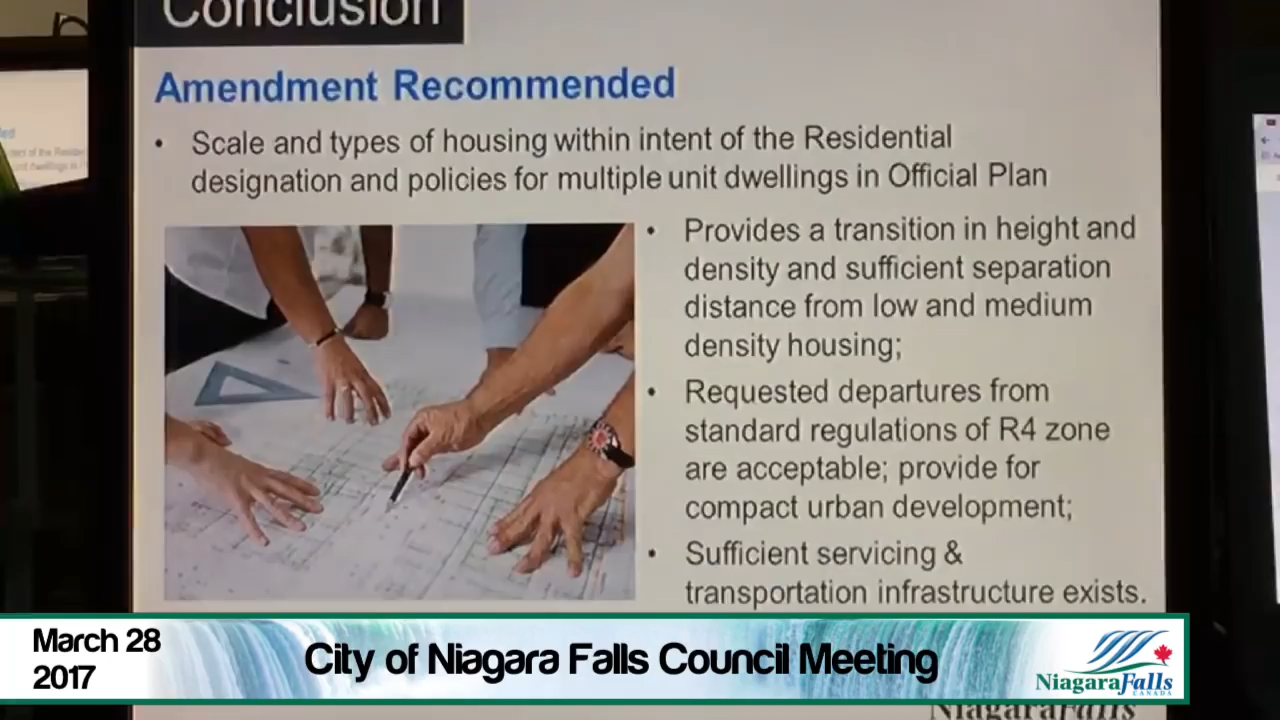 Conclusion
Amendment Recommended
• Scale and types of housing within intent of the Residential
designation and policies for multiple unit dwellings in Official Plan
• Provides a transition in height and
density and sufficient separation
distance from low and medium
density housing;
• Requested departures from
standard regulations of R4 zone
are acceptable; provide for
compact urban development;
• Sufficient servicing &
transportation infrastructure exists.
March 28
2017
City of Niagara Falls Council Meeting
NiagaraFalls
CANADA
NiagaraFalls